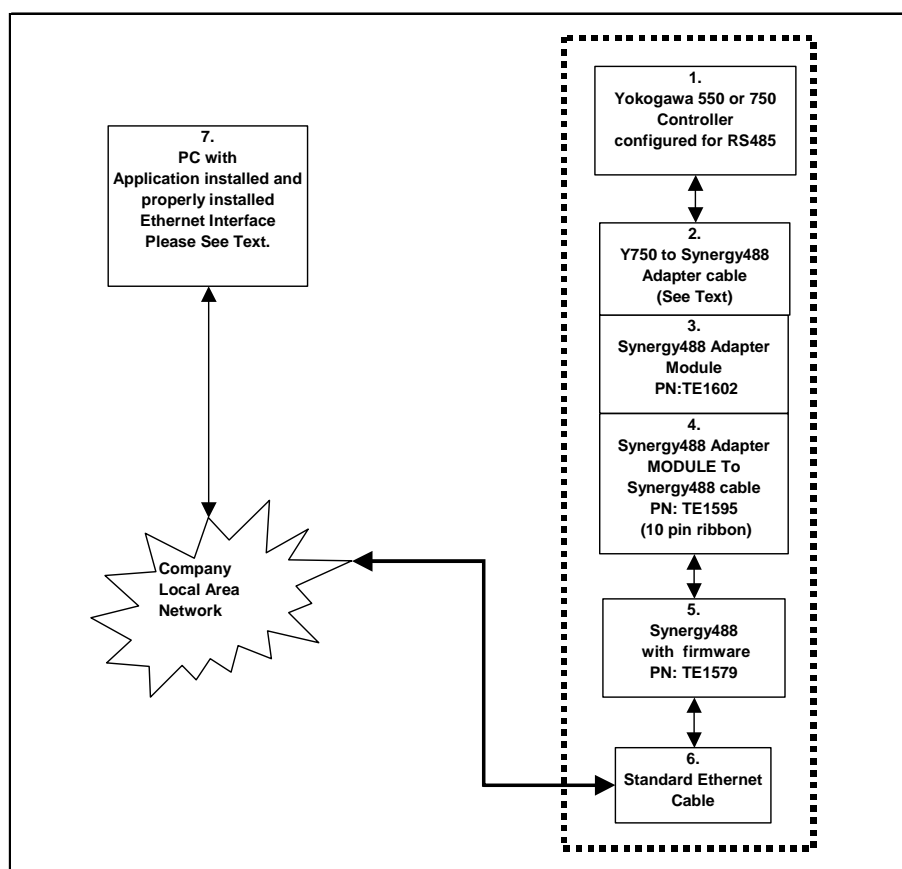 1.
Yokogawa 550 or 750
Controller
configured for RS485
7.
PC with
Application installed and
properly installed
Ethernet Interface
Please See Text.
2.
Y750 to Synergy488
Adapter cable
(See Text)
3.
Synergy488 Adapter
Module
PN:TE1602
4.
Synergy488 Adapter
MODULE To
Synergy488 cable
PN: TE1595
(10 pin ribbon)
Company
Local Area
Network
5.
Synergy488
with firmware
PN: TE1579
6.
Standard Ethernet
Cable